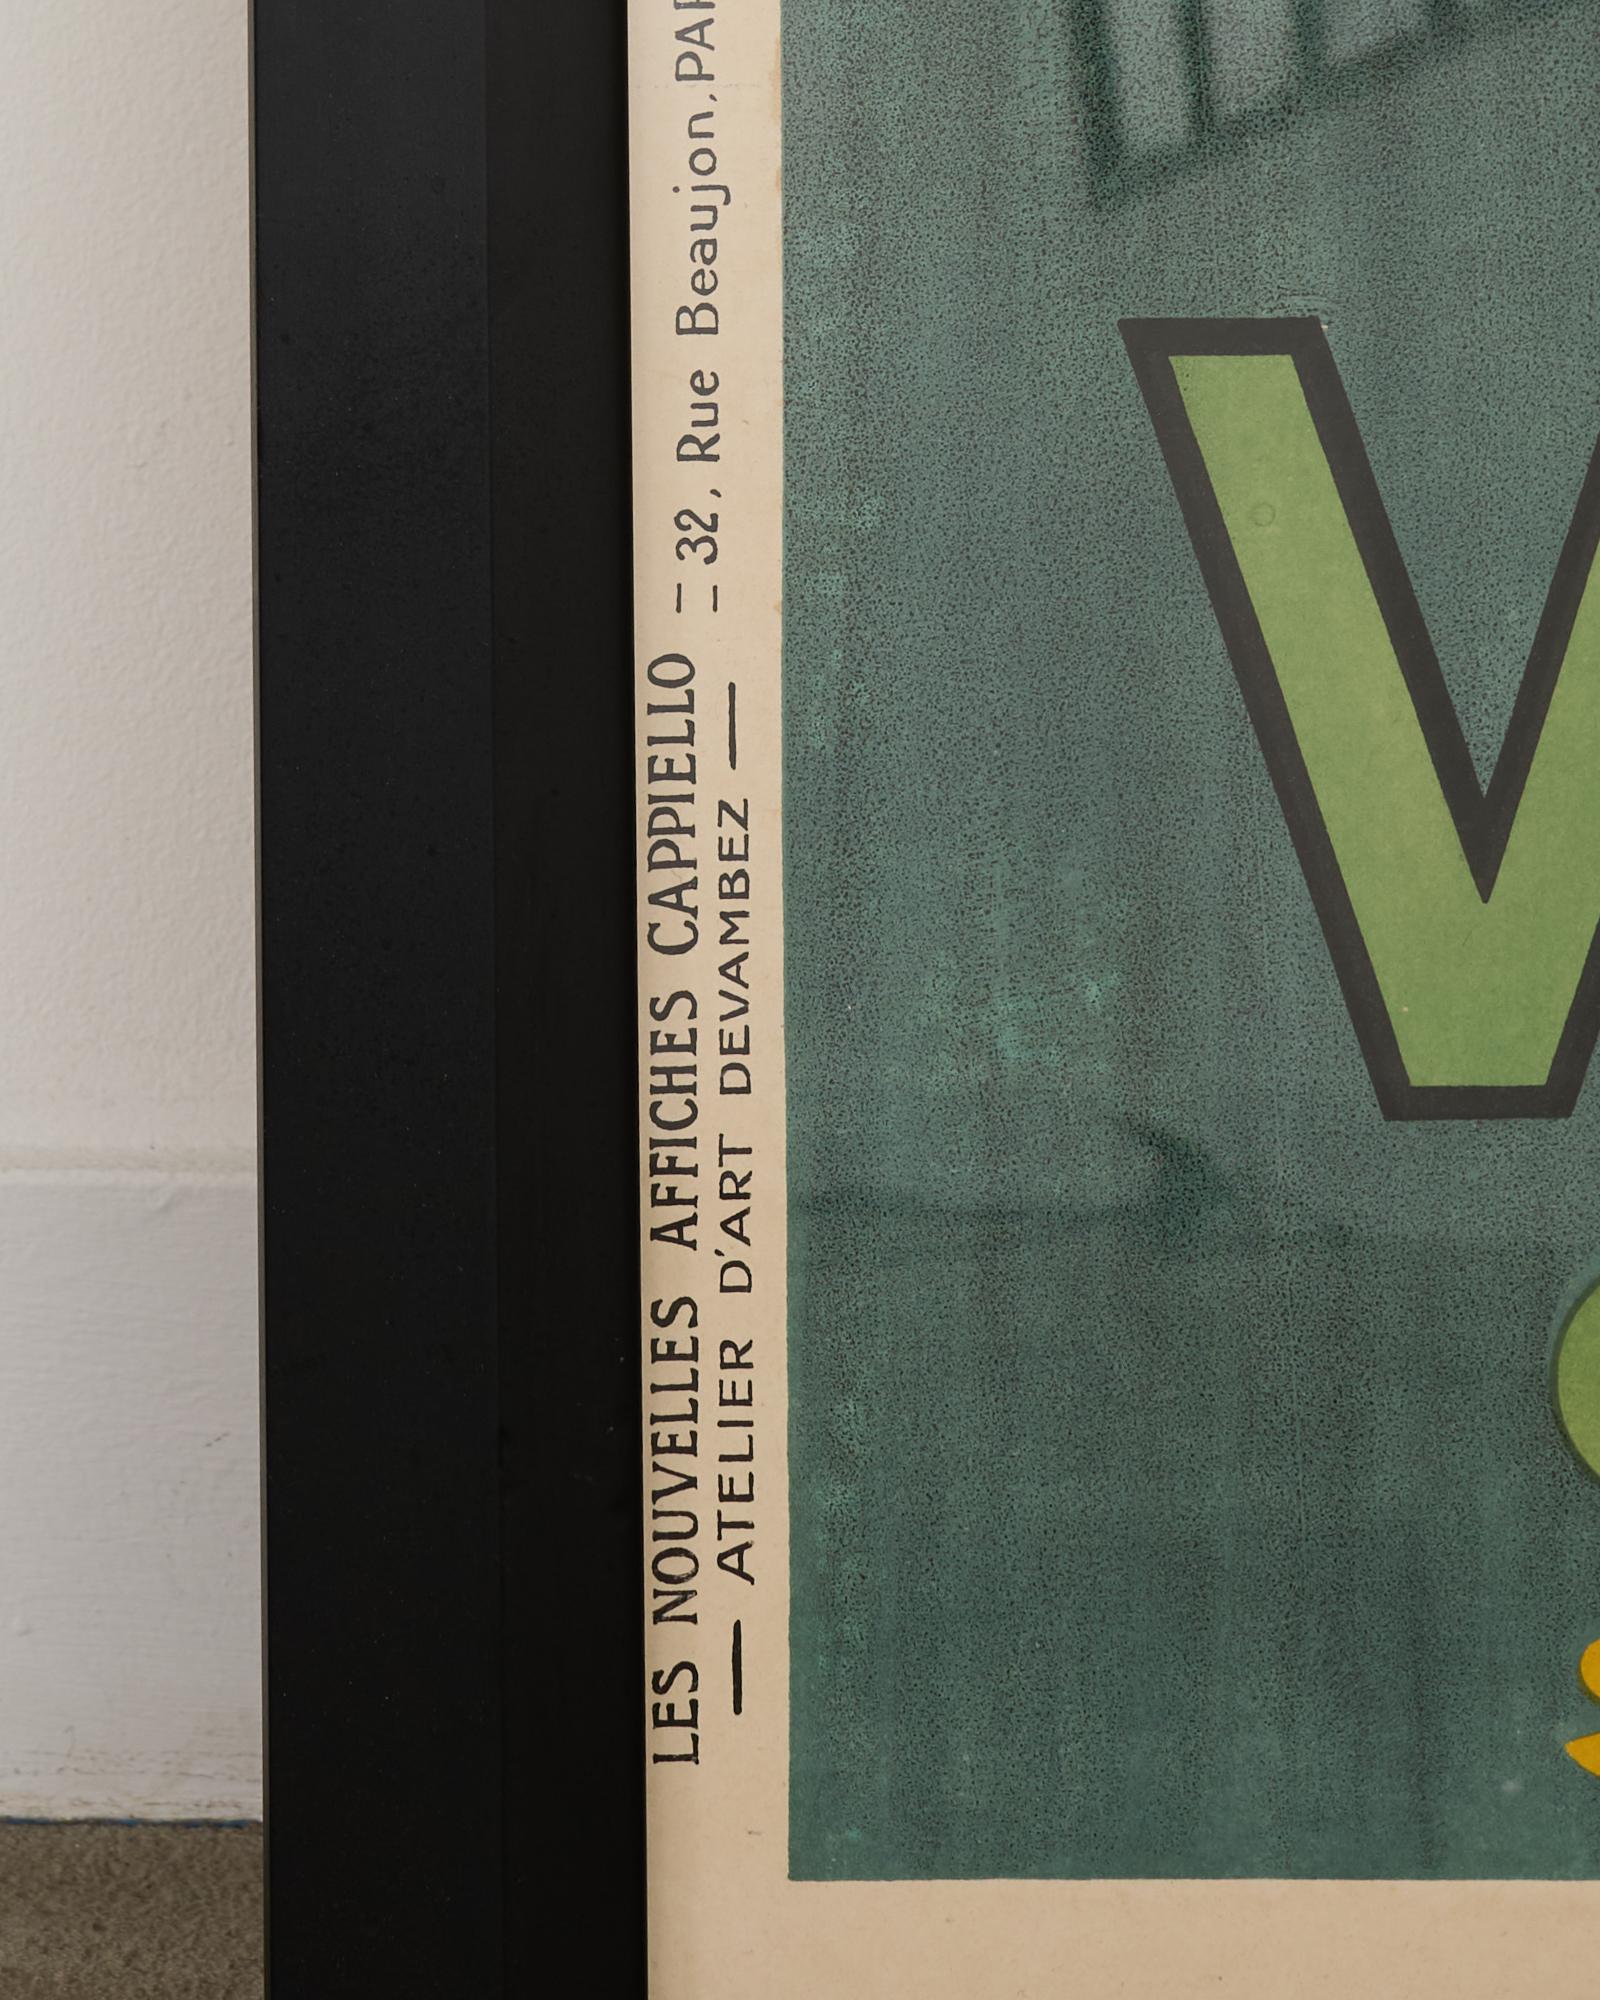 LES NOUVELLES AFFICHES CAPPIELLO
— ATELIER D'ART DEVAMBEZ —
— 32, Rue Beaujon, PAR
V